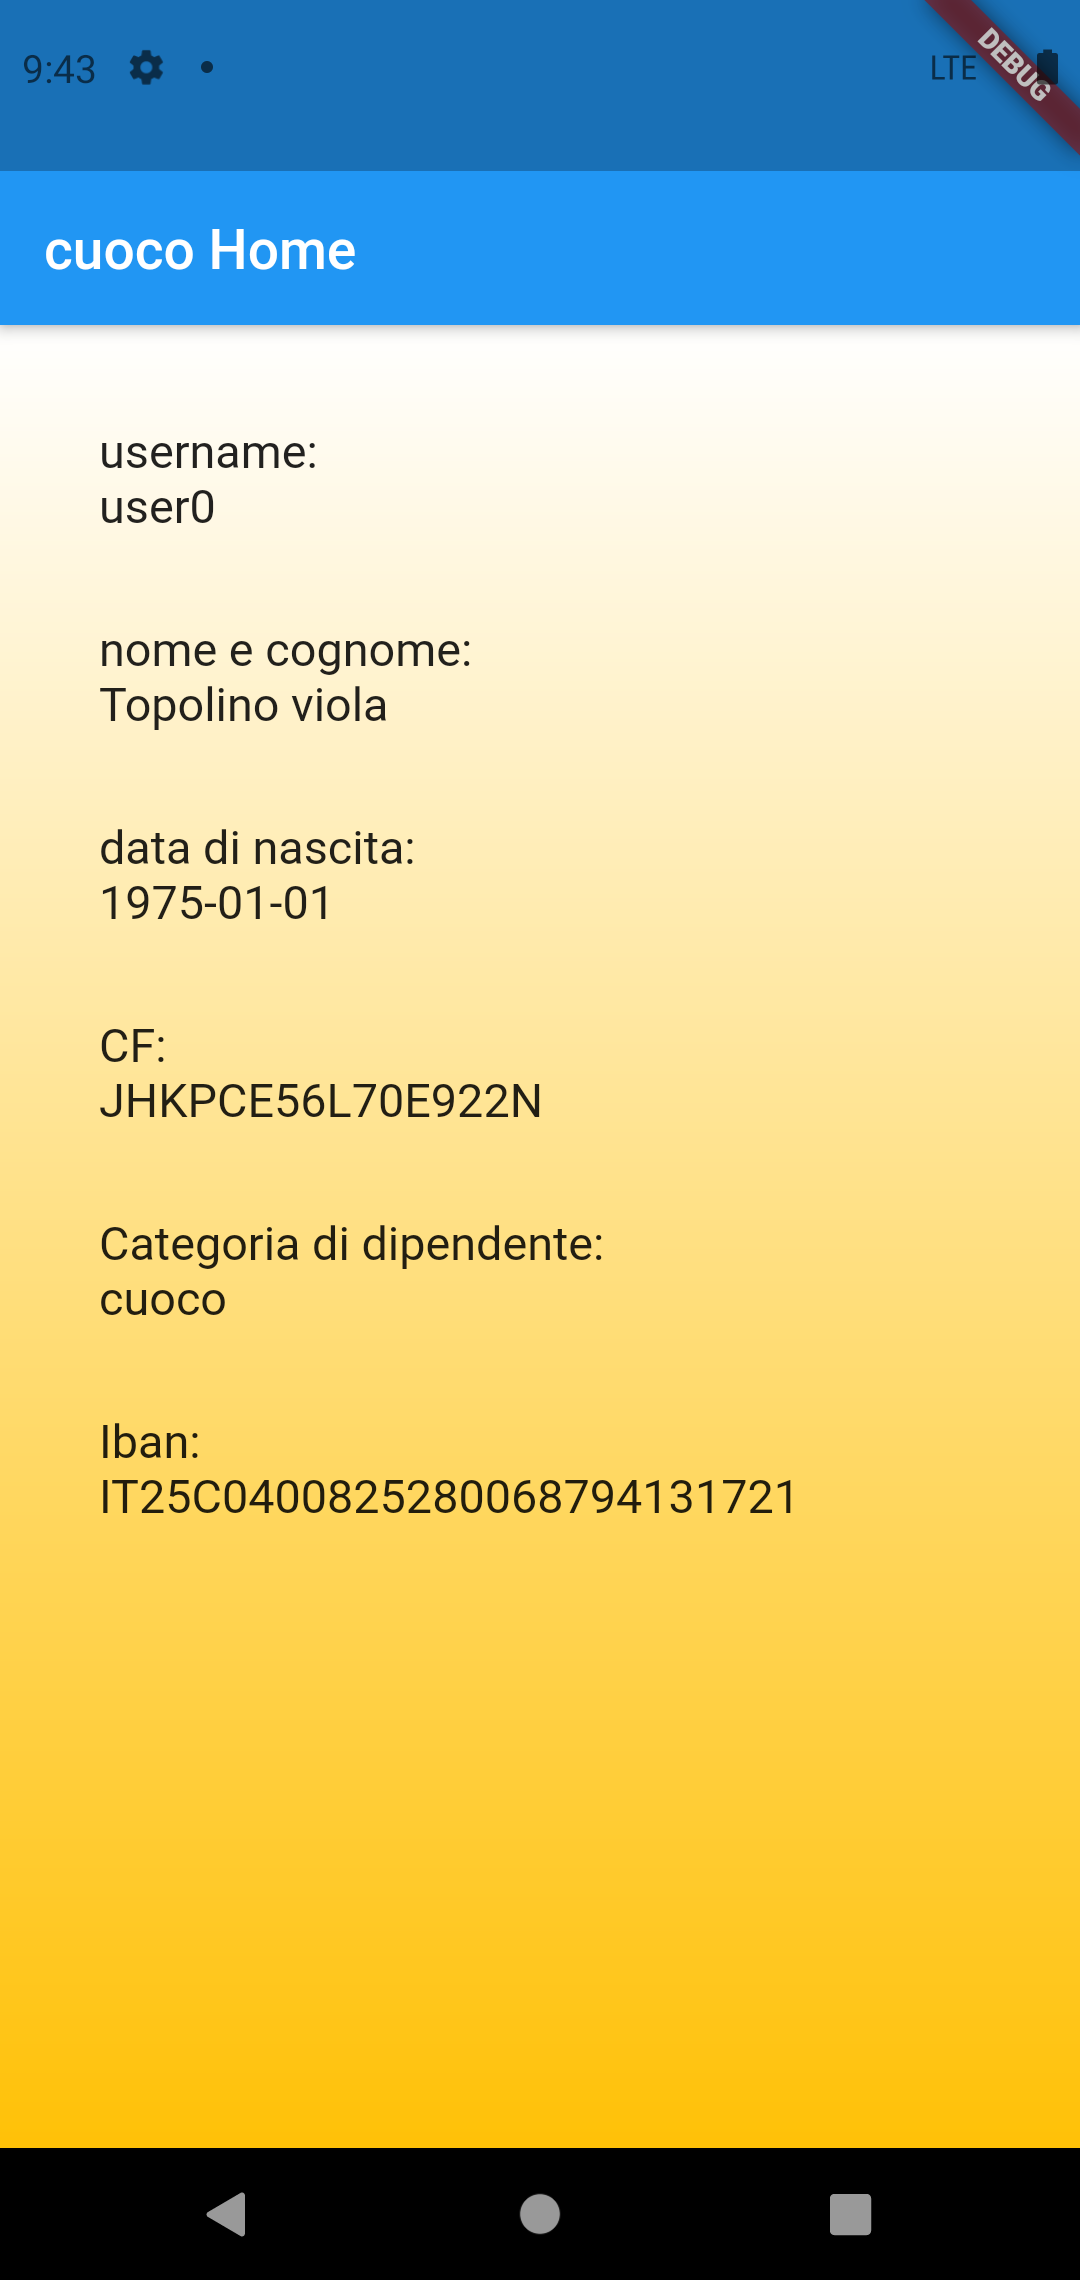 9:43
LTE
DEBUG
cuoco Home
username:
user0
nome e cognome:
Topolino viola
data di nascita:
1975-01-01
CF:
JHKPCE56L70E922N
Categoria di dipendente:
cuoco
Iban:
IT25C0400825280068794131721